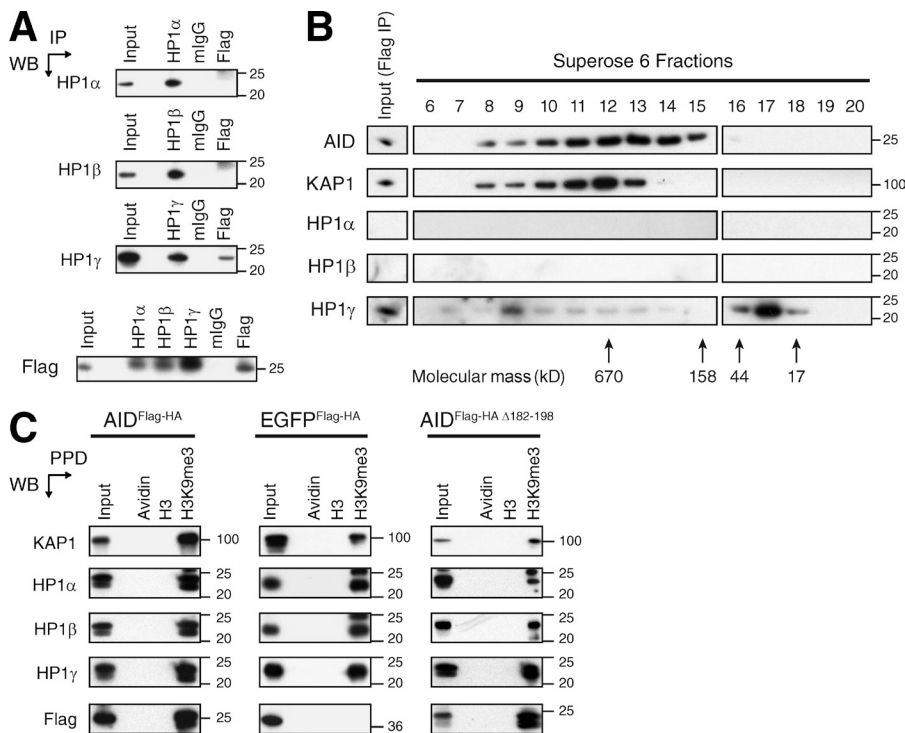 A
IP
WB
Input
HP1α
mIgG
Flag
HP1α
25
20
Input
HP1β
mIgG
Flag
HP1β
25
20
Input
HP1γ
mIgG
Flag
HP1γ
25
20
Input
HP1α
HP1β
HP1γ
mIgG
Flag
Flag
25
B
Input (Flag IP)
Superose 6 Fractions
6 7 8 9 10 11 12 13 14 15 16 17 18 19 20
AID 25
KAP1 100
HP1α 25
20
HP1β 25
20
HP1γ 25
20
Molecular mass (kD) 670 158 44 17
C
PPD
WB
AID Flag-HA
Input
Avidin
H3
H3K9me3
EGFP Flag-HA
Input
Avidin
H3
H3K9me3
AID Flag-HA Δ182-198
Input
Avidin
H3
H3K9me3
KAP1 100 100 100
HP1α 25 25 25
20 20 20
HP1β 25 25 25
20 20 20
HP1γ 25 25 25
20 20 20
Flag 25 36 25